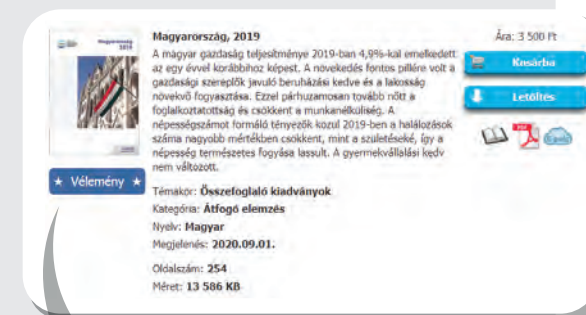 Magyarország, 2019
A magyar gazdaság teljesítménye 2019-ban 4,9%-kal emelkedett
az egy évvel korábbihoz képest. A növekedés fontos pillére volt a
gazdasági szereplők javuló beruházási kedve és a lakosság
növekvő fogyasztása. Ezzel párhuzamosan tovább nőtt a
foglalkoztatottság és csökkent a munkanélküliség. A
népességszámot formáló tényezők közül 2019-ben a halálozások
száma nagyobb mértékben csökkent, mint a születéseké, így a
népesség természetes fogyása lassult. A gyermekvállalási kedv
nem változott.
Témakör: Összefoglaló kiadványok
Kategória: Átfogó elemzés
Nyelv: Magyar
Megjelenés: 2020.09.01.
Oldalszám: 254
Méret: 13 586 KB
Magyarország
2019
★ Vélemény ★
Ára: 3 500 Ft
Kosárba
Letöltés
PDF